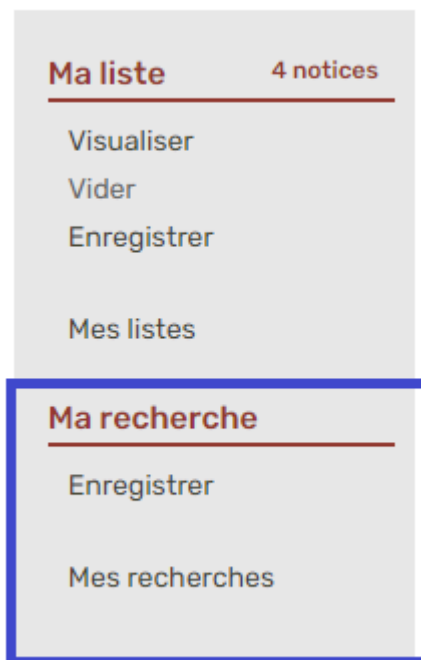 Ma liste 4 notices
Visualiser
Vider
Enregistrer
Mes listes
Ma recherche
Enregistrer
Mes recherches